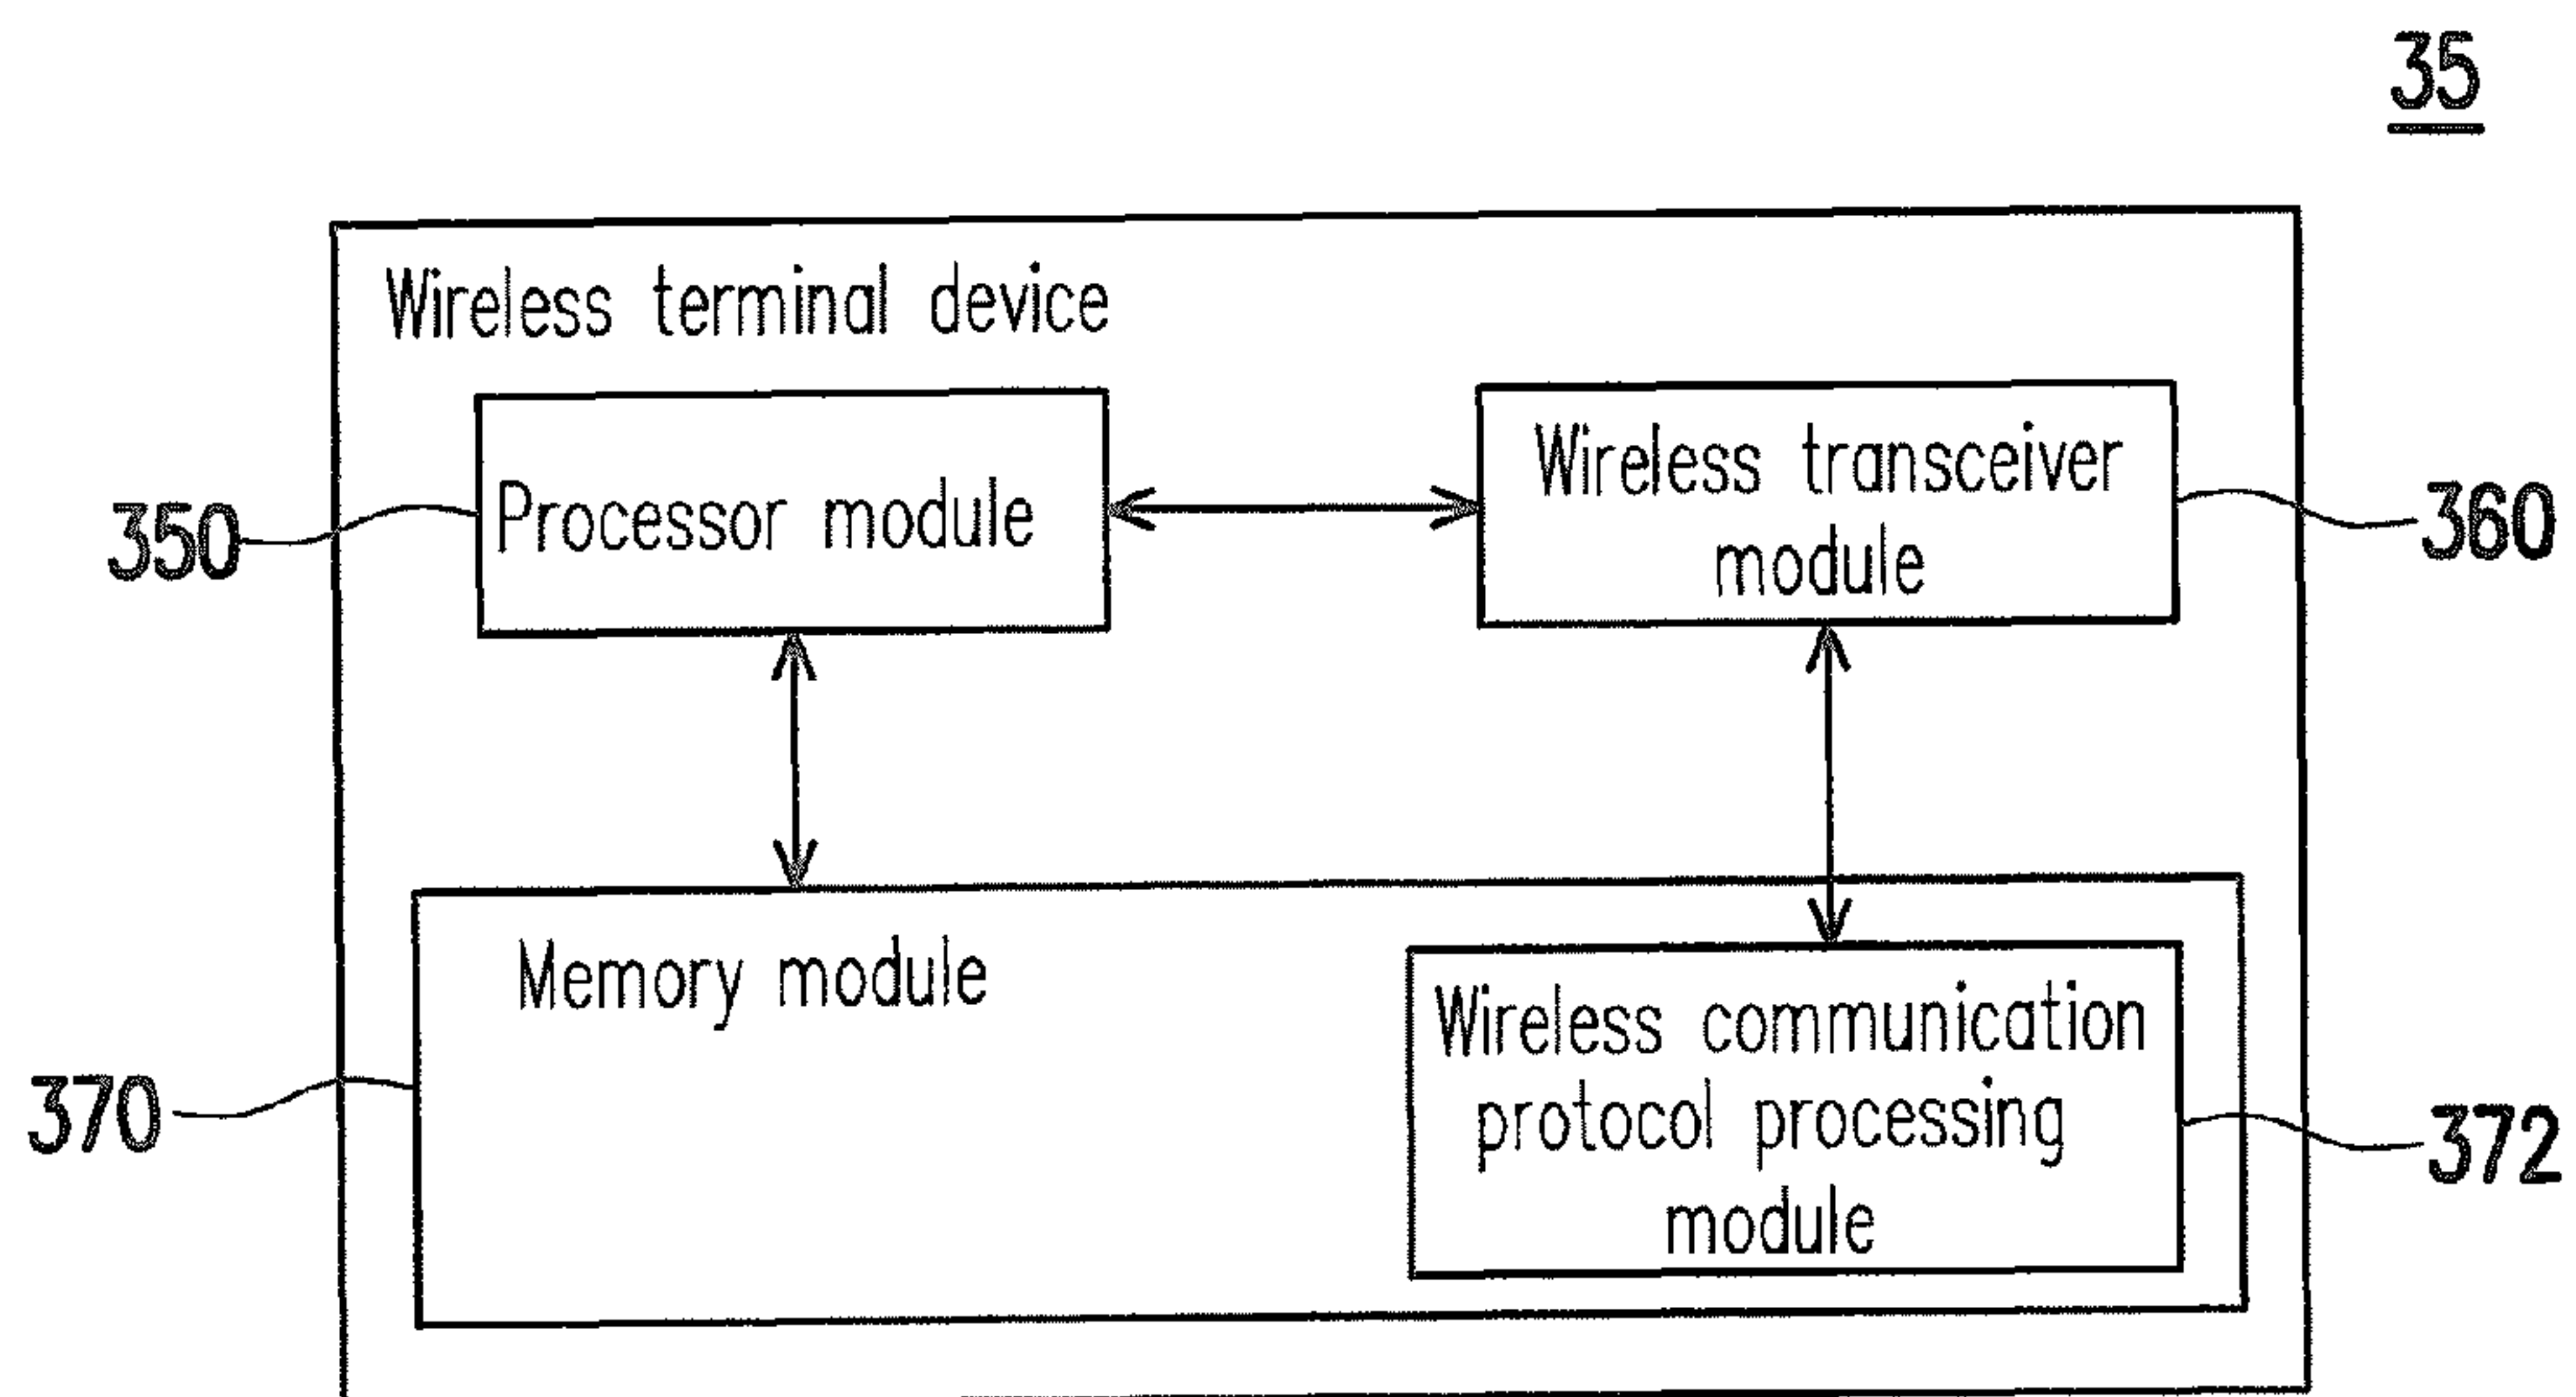 35
Wireless terminal device
350
Processor module
Wireless transceiver
module
360
370
Memory module
Wireless communication
protocol processing
module
372